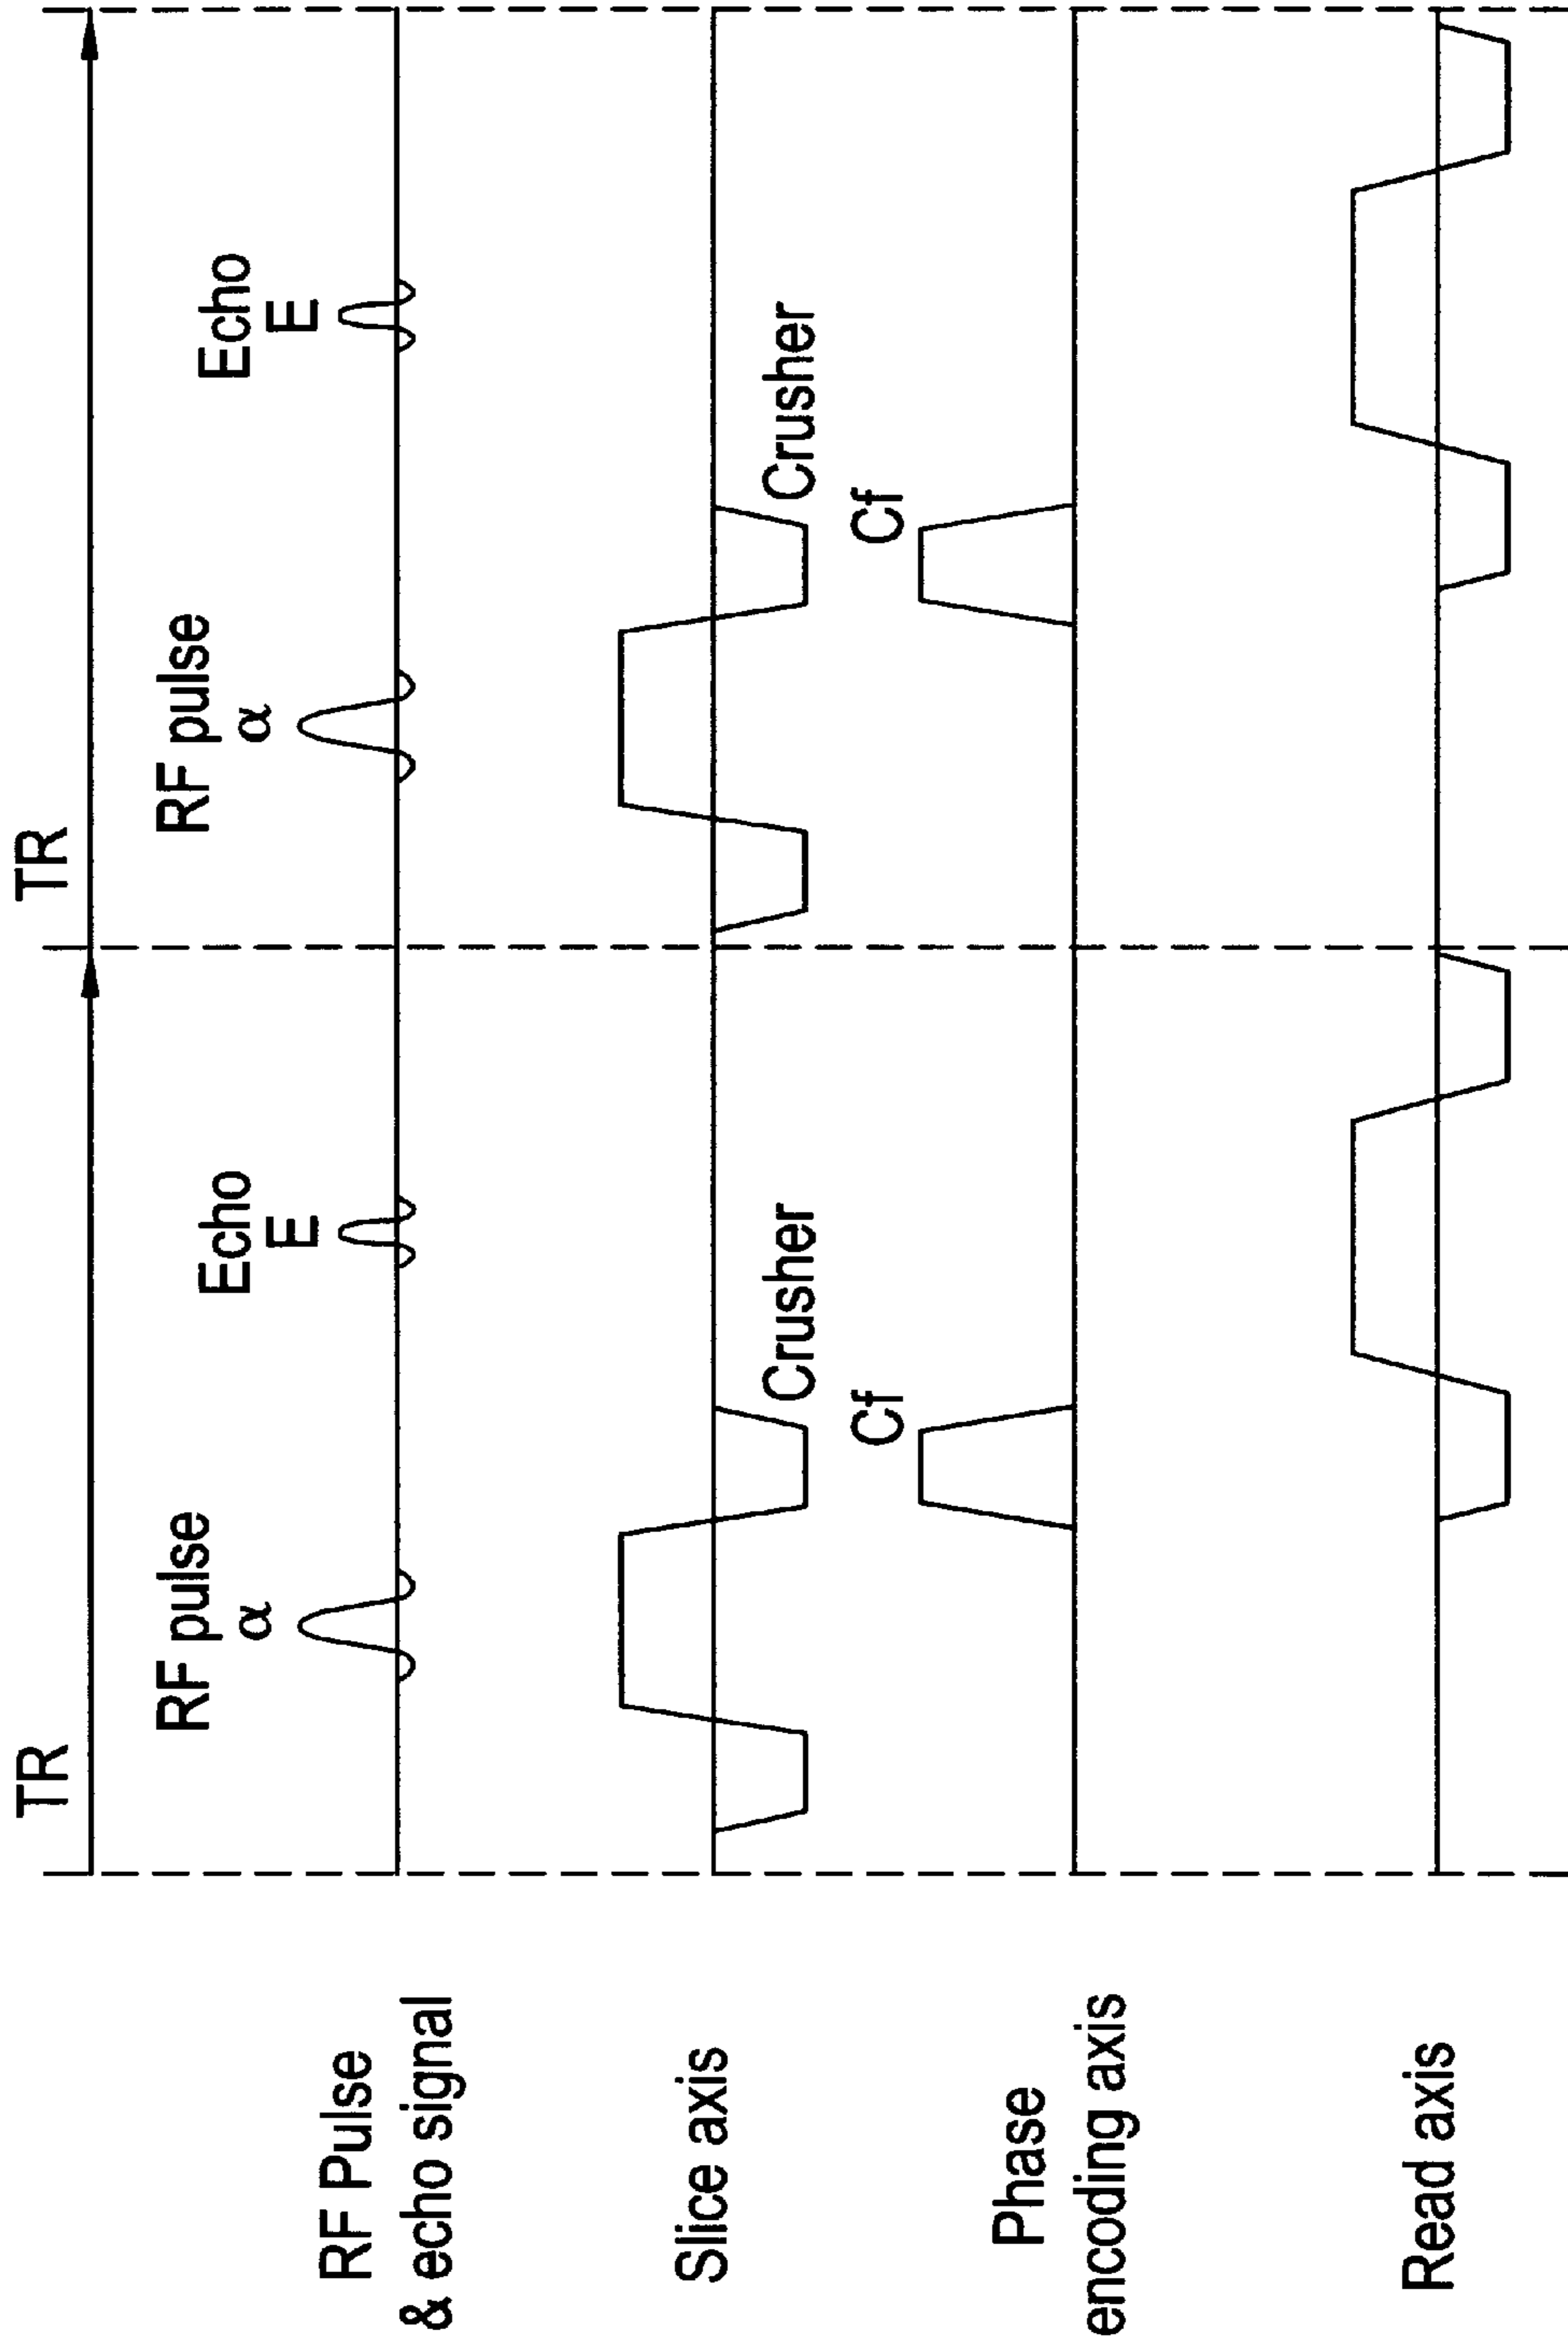 TR
TR
RF pulse
α
Echo
E
RF pulse
α
Echo
E
RF Pulse
& echo signal
Slice axis
Crusher
Crusher
Cf
Cf
Phase
encoding axis
Read axis